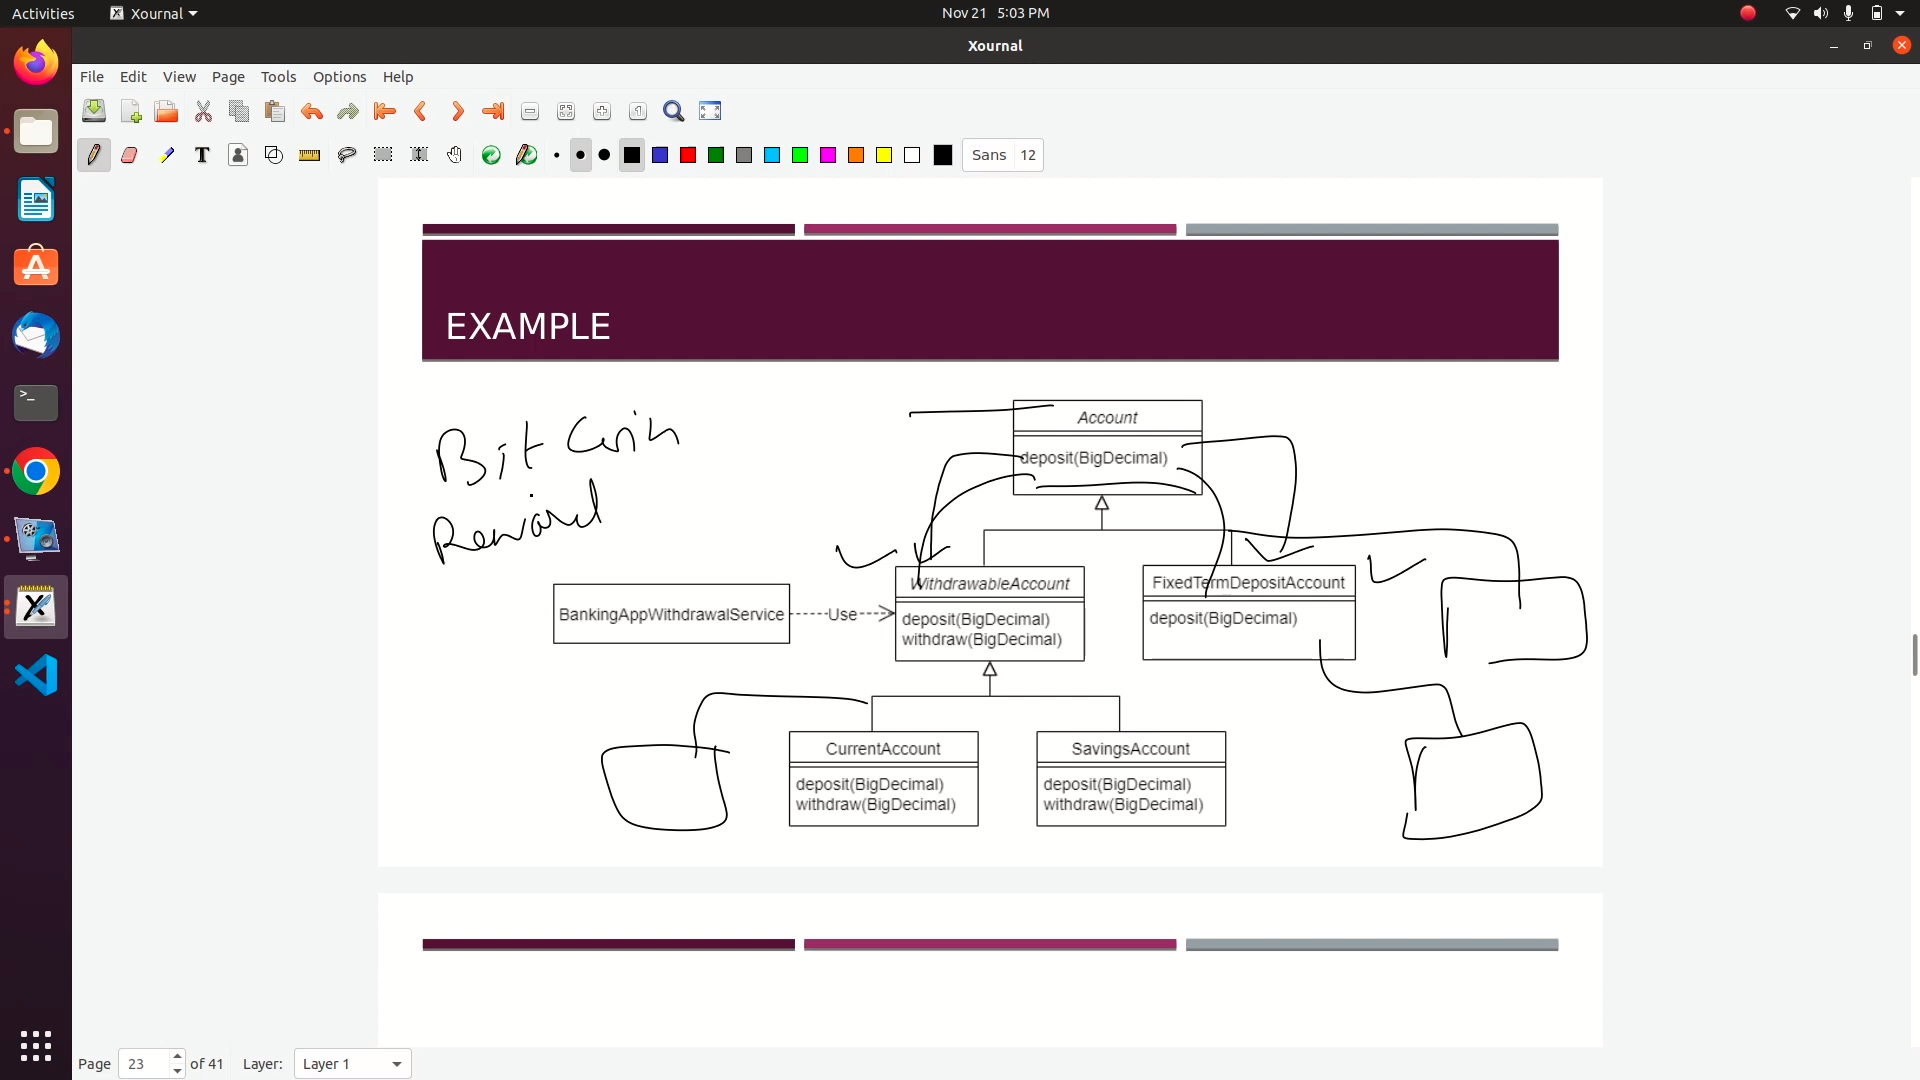 Activities
Xournal
Nov 21 5:03 PM
Xournal
File Edit View Page Tools Options Help
Sans 12
EXAMPLE
Bit Coin
Reward
Account
deposit(BigDecimal)
WithdrawableAccount
deposit(BigDecimal)
withdraw(BigDecimal)
FixedTermDepositAccount
deposit(BigDecimal)
BankingAppWithdrawalService
Use
CurrentAccount
deposit(BigDecimal)
withdraw(BigDecimal)
SavingsAccount
deposit(BigDecimal)
withdraw(BigDecimal)
Page 23 of 41 Layer: Layer 1